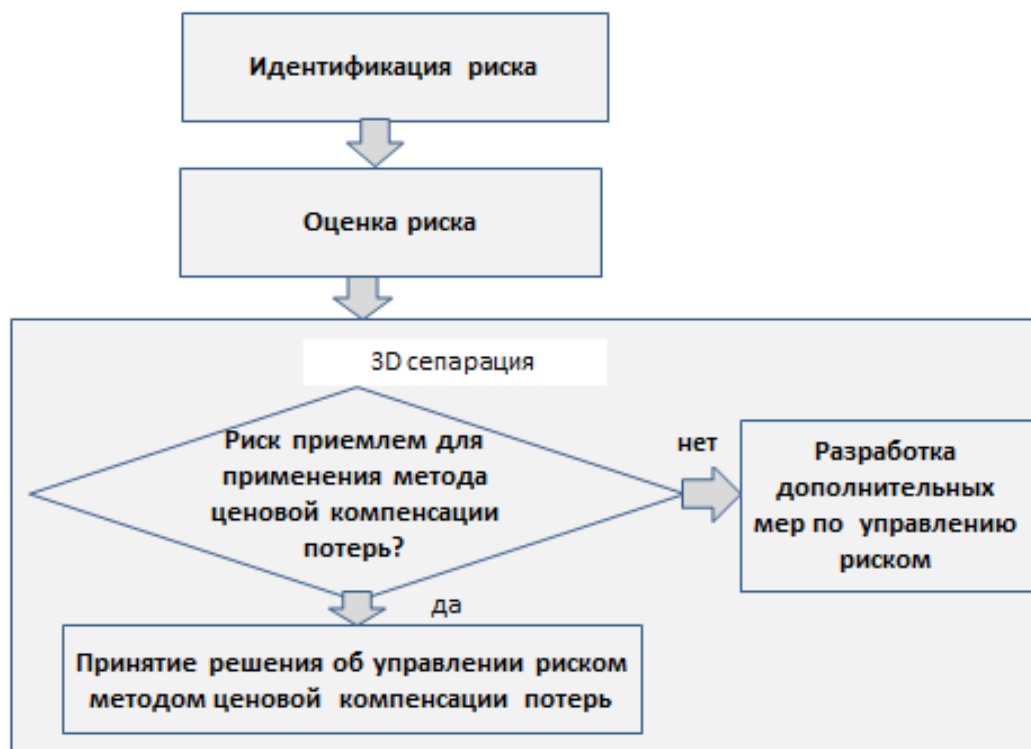 Идентификация риска
Оценка риска
3D сепарация
Риск приемлем для
применения метода
ценовой компенсации
потерь?
нет
Разработка
дополнительных
мер по управлению
риском
да
Принятие решения об управлении риском
методом ценовой компенсации потерь